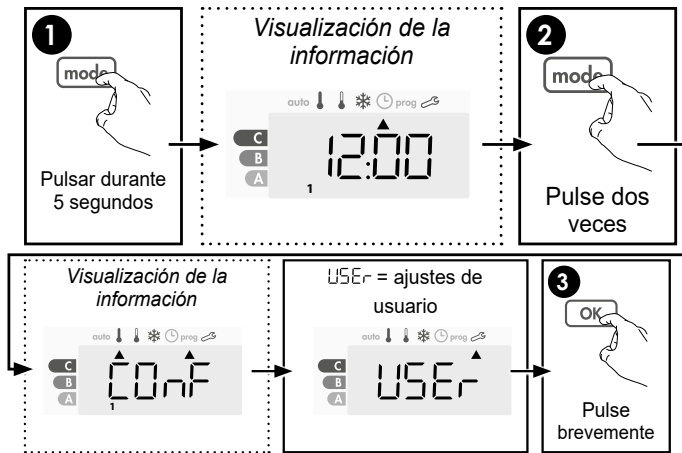 1
mode
Pulsar durante
5 segundos
Visualización de la
información
auto prog
C
B
A
12:00
1
2
mode
Pulse dos
veces
Visualización de la
información
auto prog
C
B
A
COnF
1
USEr = ajustes de
usuario
auto prog
C
B
A
USEr
3
OK
Pulse
brevemente